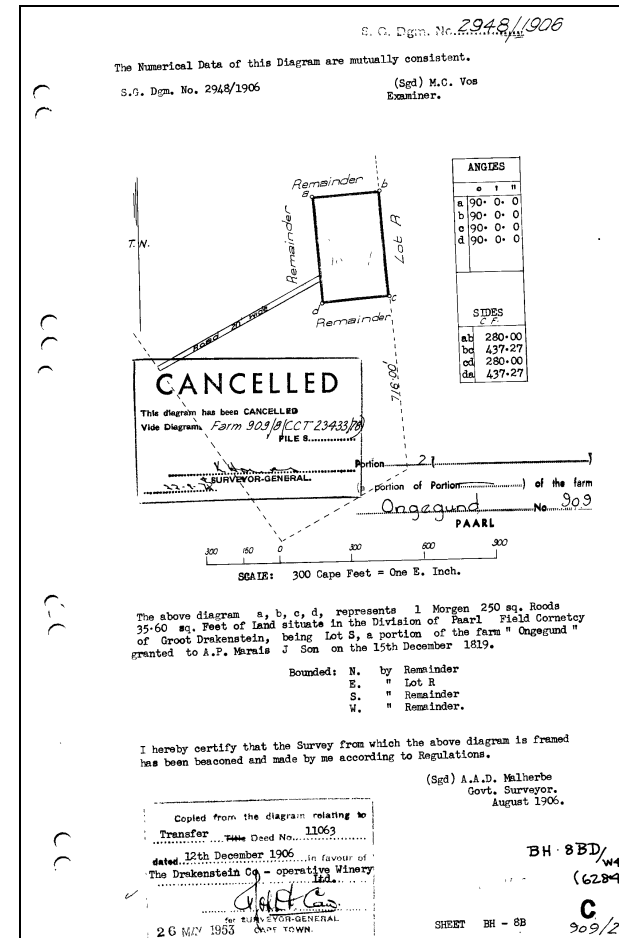 S. G. Dgm. No. 2948/1906
The Numerical Data of this Diagram are mutually consistent.
S.G. Dgm. No. 2948/1906
(Sgd) M.C. Vos
Examiner.
T.N.
Remainder
a
b
Remainder
Lot R
d
c
Remainder
Road 20' wide
716·00'
ANGLES
o ' "
a 90· 0· 0
b 90· 0· 0
c 90· 0· 0
d 90· 0· 0
SIDES
C.F.
ab 280·00
bc 437·27
cd 280·00
da 437·27
CANCELLED
This diagram has been CANCELLED
Vide Diagram. Farm 909/8(CCT 23433/78)
FILE S.
SURVEYOR-GENERAL.
Portion 2
(a portion of Portion ) of the farm
Ongegund No. 909
PAARL
300 150 0 300 600 900
SCALE: 300 Cape Feet = One E. Inch.
The above diagram a, b, c, d, represents 1 Morgen 250 sq. Roods
35·60 sq. Feet of Land situate in the Division of Paarl Field Cornetcy
of Groot Drakenstein, being Lot S, a portion of the farm " Ongegund "
granted to A.P. Marais J Son on the 15th December 1819.
Bounded: N. by Remainder
E. " Lot R
S. " Remainder
W. " Remainder.
I hereby certify that the Survey from which the above diagram is framed
has been beaconed and made by me according to Regulations.
(Sgd) A.A.D. Malherbe
Govt. Surveyor.
August 1906.
Copied from the diagram relating to
Transfer Title Deed No. 11063
dated 12th December 1906 in favour of
The Drakenstein Co - operative Winery
Ltd.
for SURVEYOR-GENERAL
26 MAY 1953 CAPE TOWN.
BH·8BD/W4
(6284
C
SHEET BH - 8B
909/2